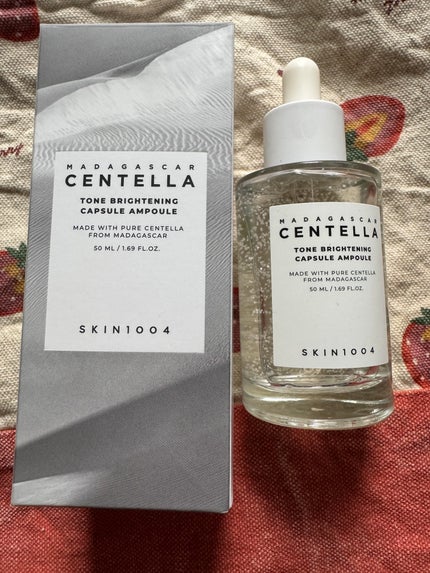 MADAGASCAR
CENTELLA
TONE BRIGHTENING
CAPSULE AMPOULE
MADE WITH PURE CENTELLA
FROM MADAGASCAR
50 ML / 1.69 FL.OZ.
SKIN1004
MADAGASCAR
CENTELLA
TONE BRIGHTENING
CAPSULE AMPOULE
MADE WITH PURE CENTELLA
FROM MADAGASCAR
50 ML / 1.69 FL.OZ.
SKIN1004